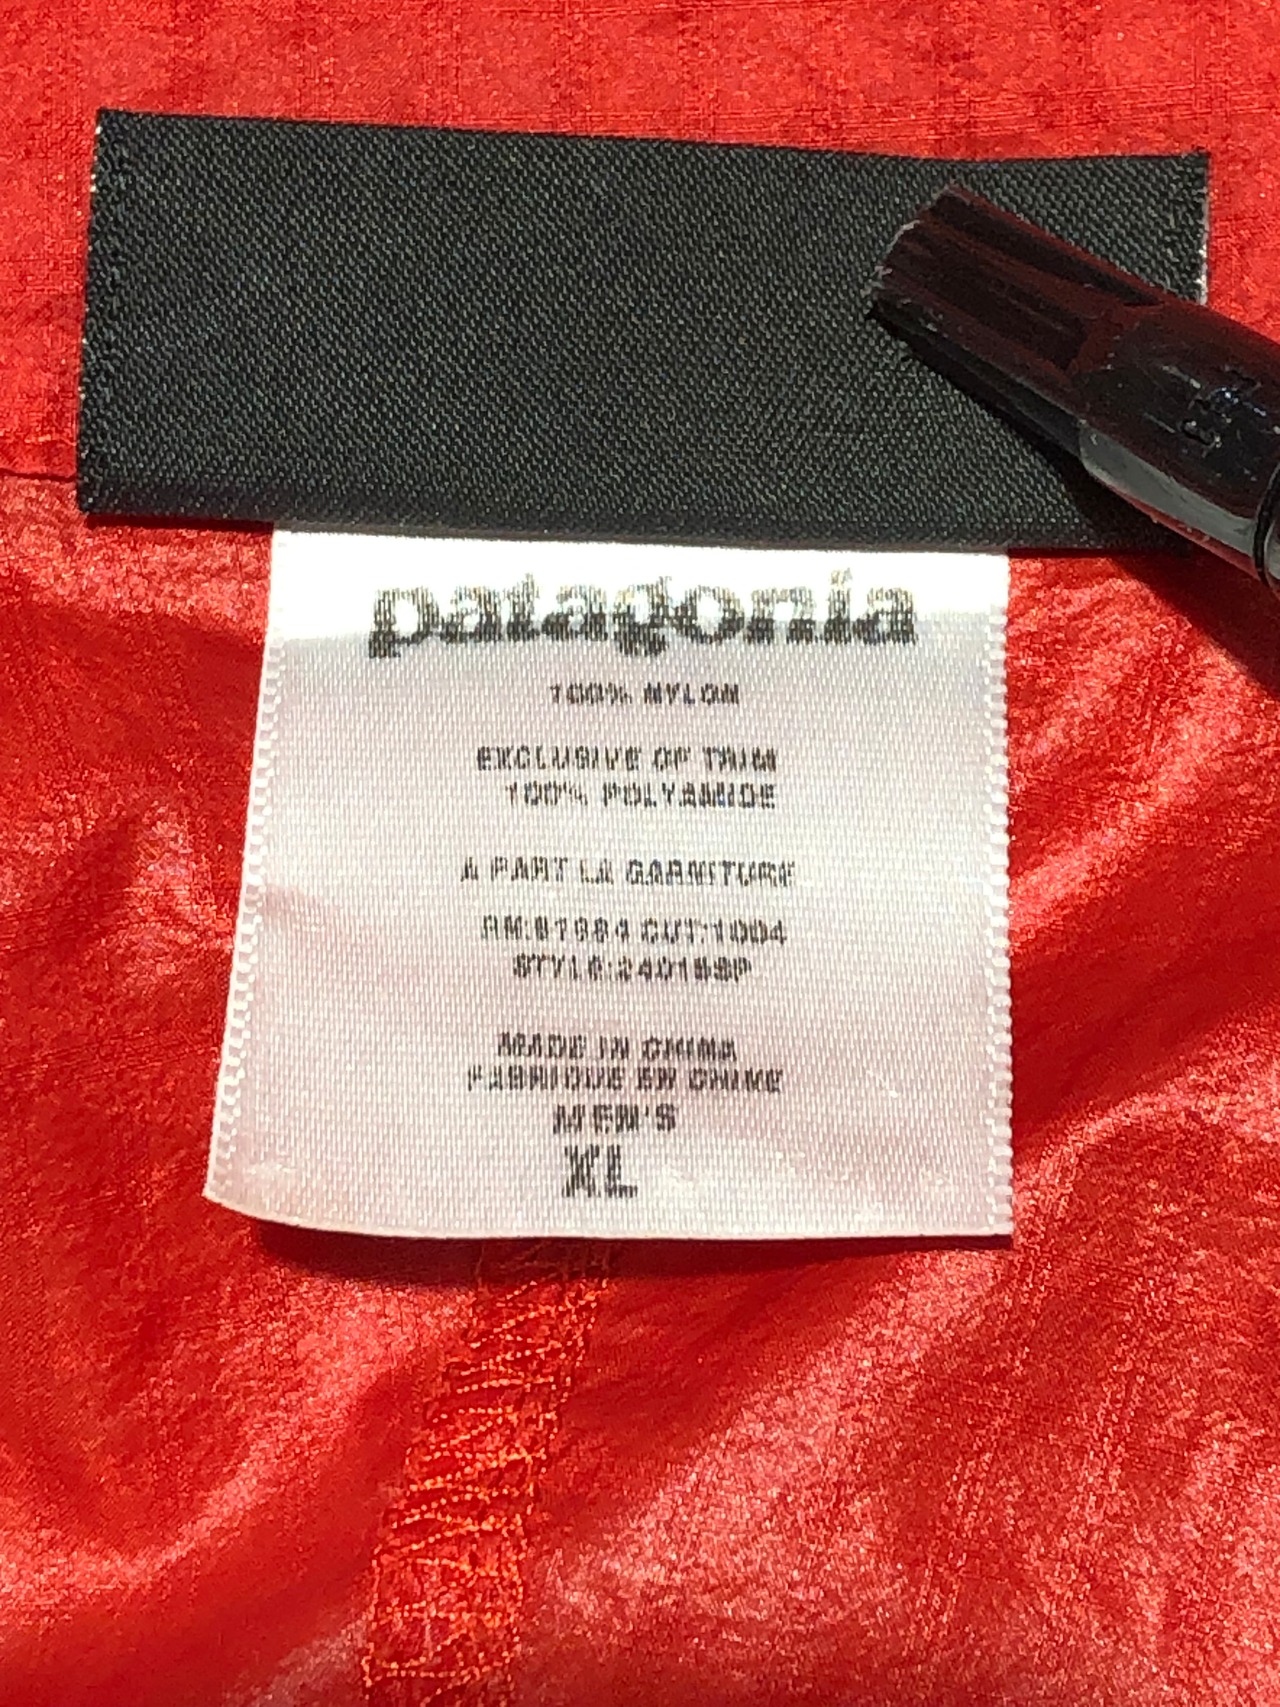 patagonia
100% NYLON
EXCLUSIVE OF TRIM
100% POLYAMIDE
A PART LA GARNITURE
RN:81984 CUT:1004
STYLE:24015SP
MADE IN CHINA
FABRIQUE EN CHINE
MEN'S
XL